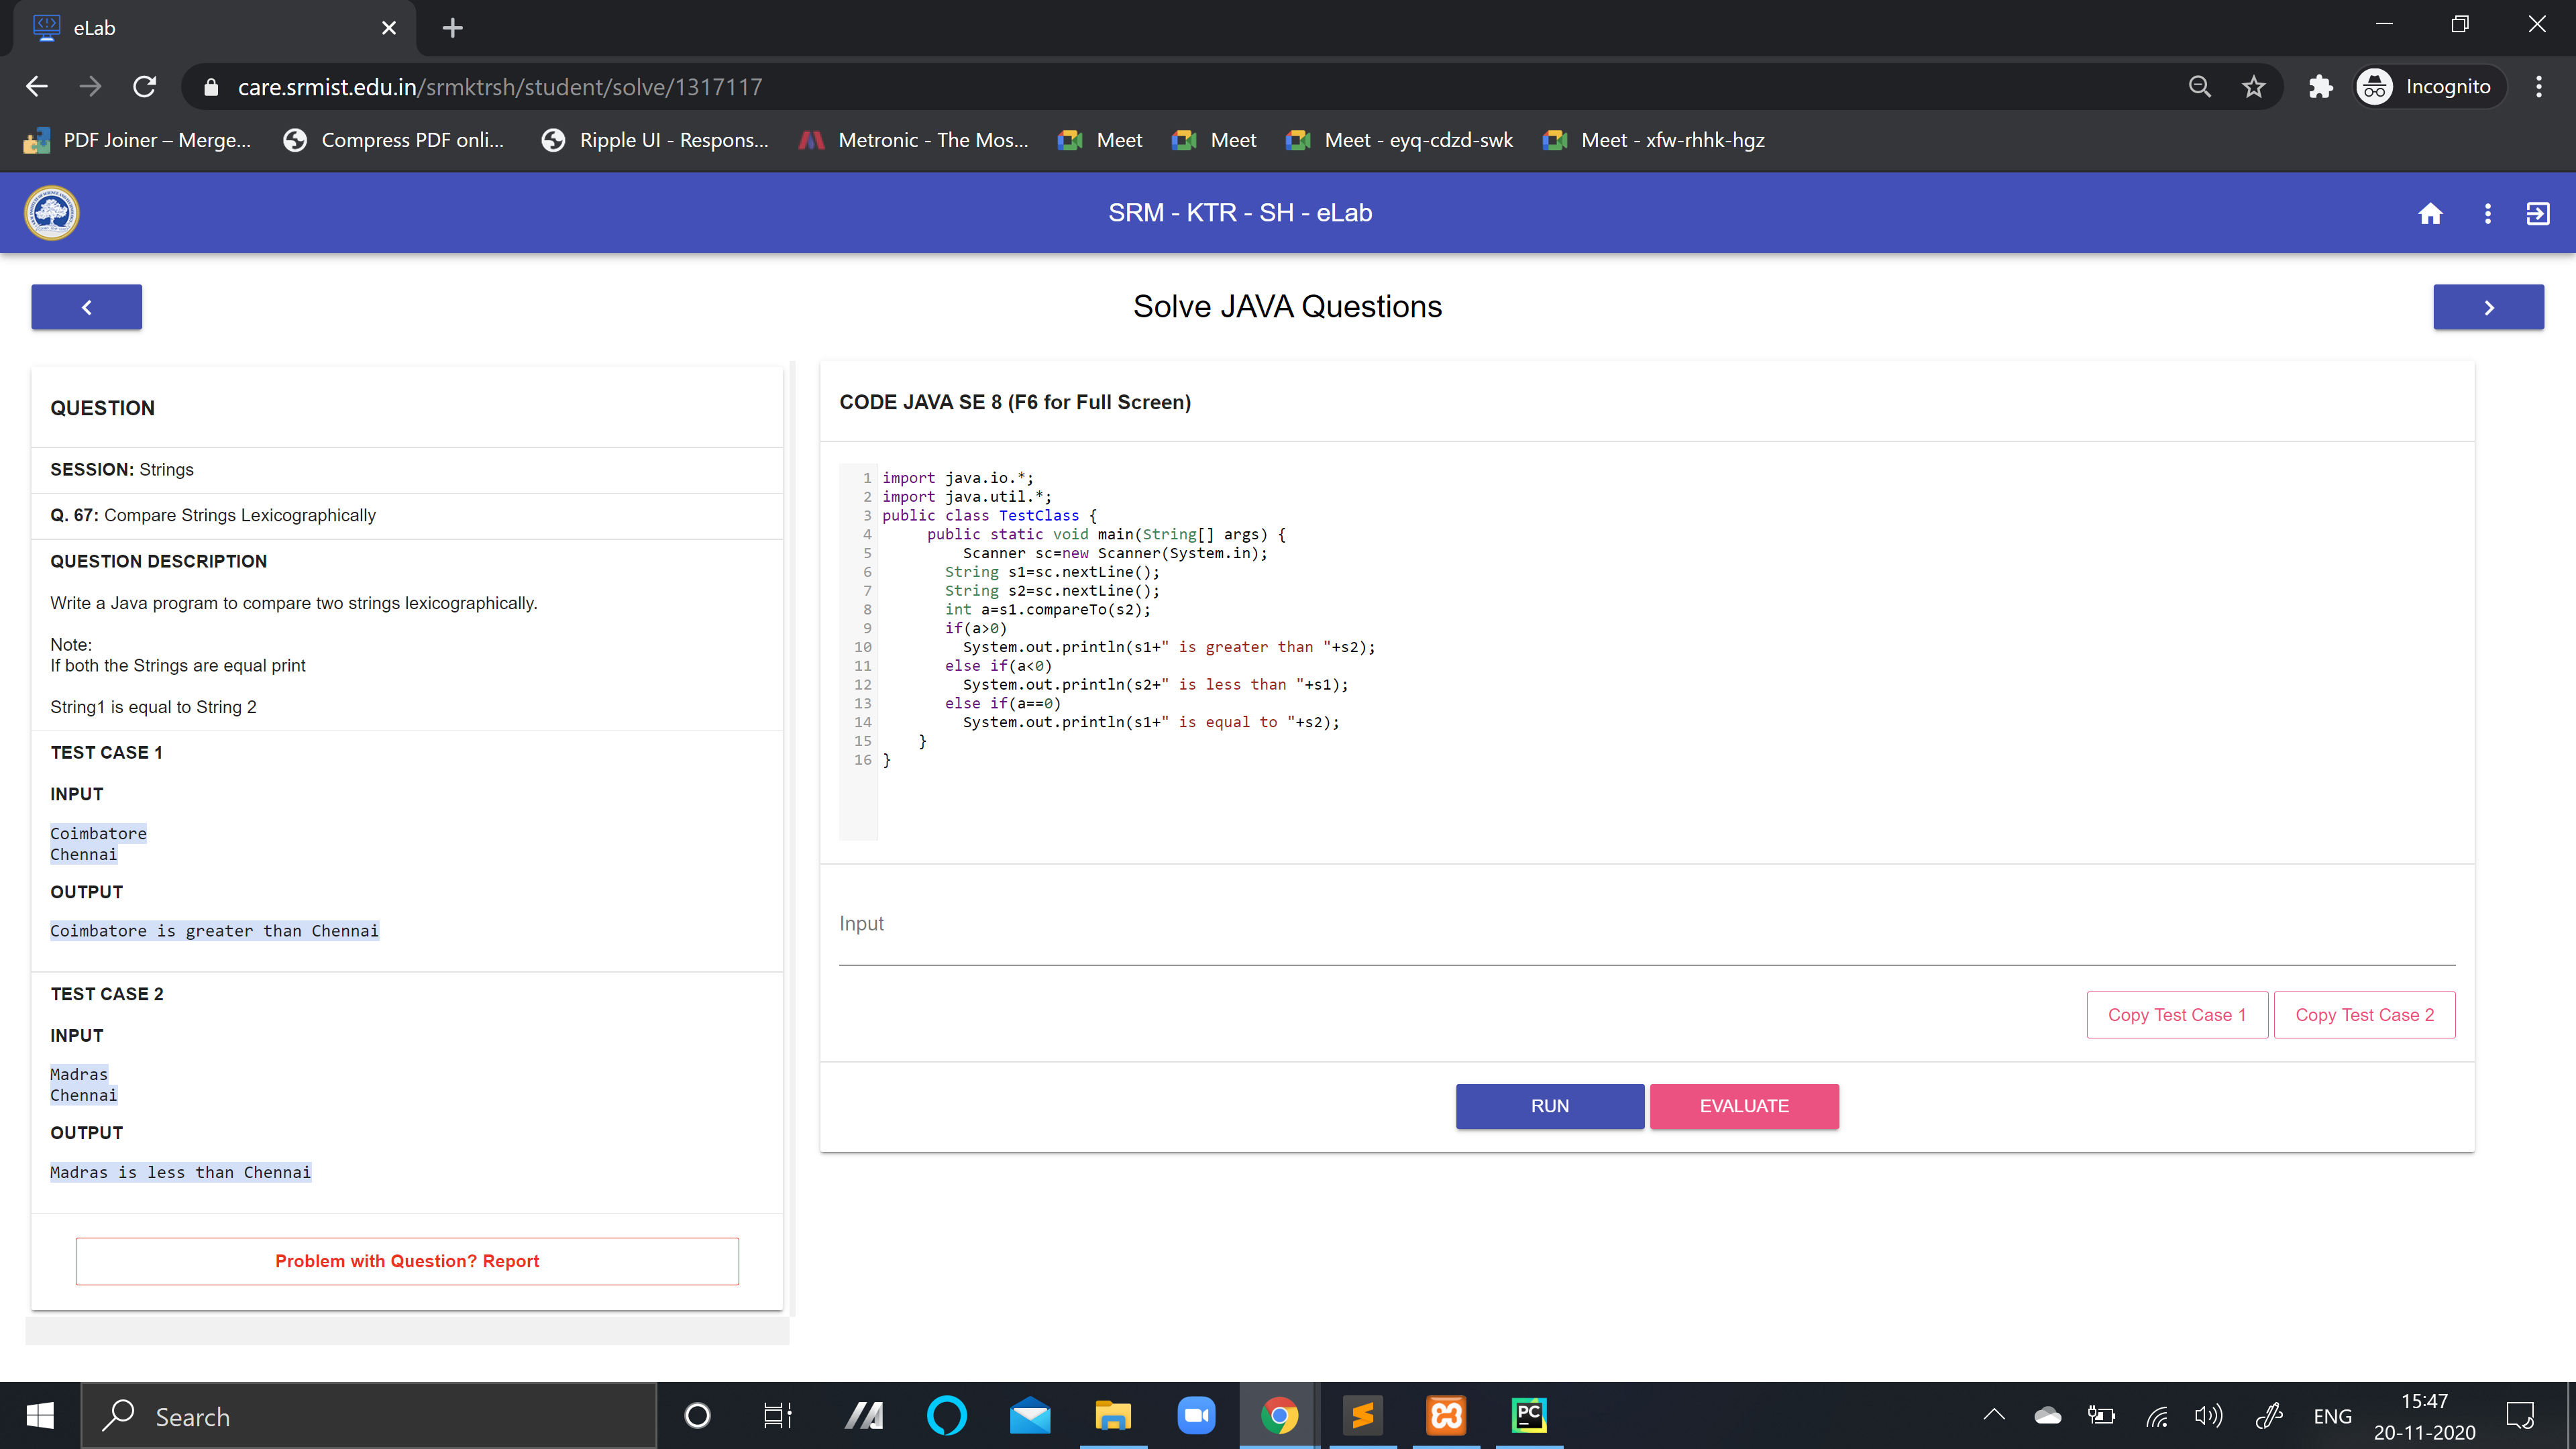 eLab
care.srmist.edu.in/srmktrsh/student/solve/1317117
Incognito
PDF Joiner – Merge...
Compress PDF onli...
Ripple UI - Respons...
Metronic - The Mos...
Meet
Meet
Meet - eyq-cdzd-swk
Meet - xfw-rhhk-hgz
SRM - KTR - SH - eLab
Solve JAVA Questions
QUESTION
SESSION: Strings
Q. 67: Compare Strings Lexicographically
QUESTION DESCRIPTION
Write a Java program to compare two strings lexicographically.
Note:
If both the Strings are equal print
String1 is equal to String 2
TEST CASE 1
INPUT
Coimbatore
Chennai
OUTPUT
Coimbatore is greater than Chennai
TEST CASE 2
INPUT
Madras
Chennai
OUTPUT
Madras is less than Chennai
Problem with Question? Report
CODE JAVA SE 8 (F6 for Full Screen)
1 import java.io.*;
2 import java.util.*;
3 public class TestClass {
4 public static void main(String[] args) {
5 Scanner sc=new Scanner(System.in);
6 String s1=sc.nextLine();
7 String s2=sc.nextLine();
8 int a=s1.compareTo(s2);
9 if(a>0)
10 System.out.println(s1+" is greater than "+s2);
11 else if(a<0)
12 System.out.println(s2+" is less than "+s1);
13 else if(a==0)
14 System.out.println(s1+" is equal to "+s2);
15 }
16 }
Input
Copy Test Case 1
Copy Test Case 2
RUN
EVALUATE
Search
PC
ENG
15:47
20-11-2020